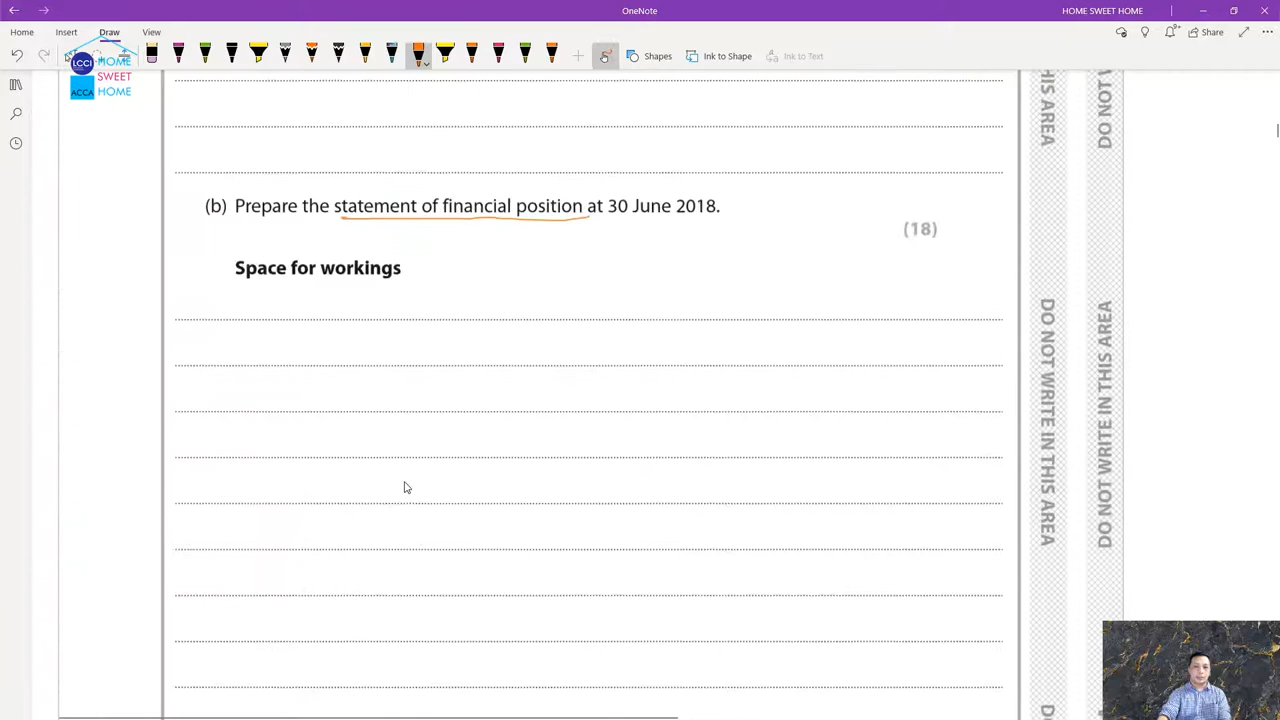 OneNote
HOME SWEET HOME
Home
Insert
Draw
View
Shapes
Ink to Shape
Ink to Text
Share
LCCI
HOME
SWEET
ACCA
HOME
(b) Prepare the statement of financial position at 30 June 2018.
(18)
Space for workings
HIS AREA
DO NOT W
DO NOT WRITE IN THIS AREA
DO NOT WRITE IN THIS AREA
DO